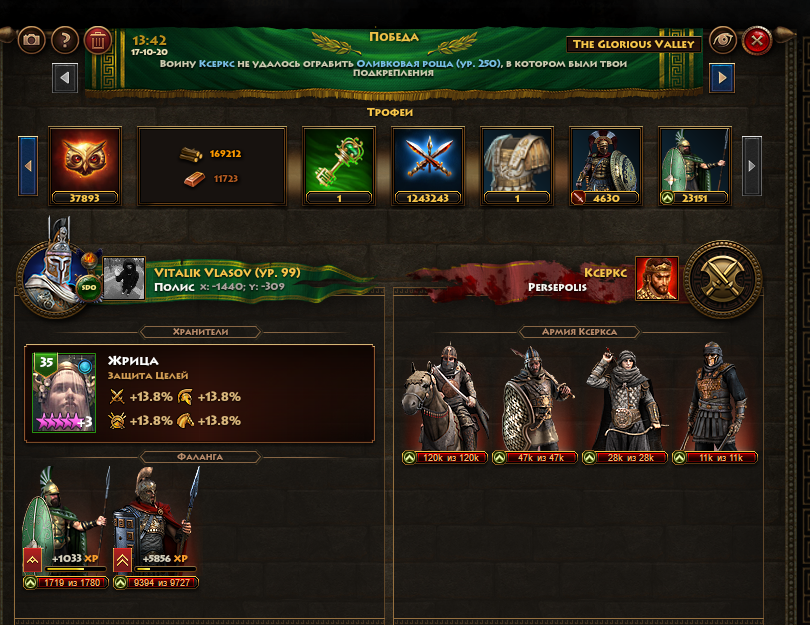 13:42
17-10-20
Победа
The Glorious Valley
Воину Ксеркс не удалось ограбить Оливковая роща (ур. 250), в котором были твои
подкрепления
Трофеи
37893
169212
11723
1
1243243
1
4630
23151
SDO
Vitalik Vlasov (ур. 99)
Полис X: -1440; Y: -309
Ксеркс
Persepolis
Хранители
35
+3
Жрица
Защита Целей
+13.8% +13.8%
+13.8% +13.8%
Фаланга
+1033 XP
1719 из 1780
+5856 XP
9394 из 9727
Армия Ксеркса
120k из 120k
47k из 47k
28k из 28k
11k из 11k